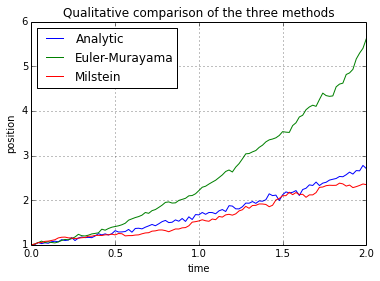 Qualitative comparison of the three methods
6
5
4
3
2
1
position
Analytic
Euler-Murayama
Milstein
0.0 0.5 1.0 1.5 2.0
time